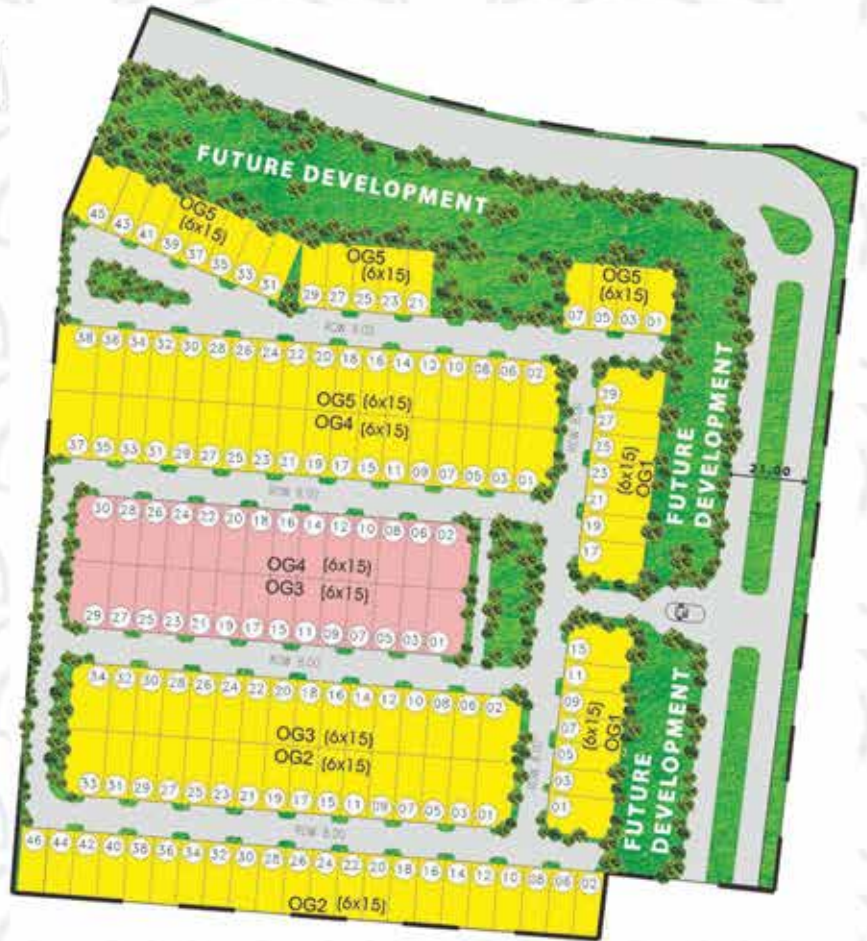 FUTURE DEVELOPMENT
OG5
(6x15)
45 43 41 39 37 35 33 31
OG5
(6x15)
29 27 25 23 21
OG5
(6x15)
07 05 03 01
ROW 8.00
38 36 34 32 30 28 26 24 22 20 18 16 14 12 10 08 06 02
OG5 (6x15)
OG4 (6x15)
37 35 33 31 29 27 25 23 21 19 17 15 11 09 07 05 03 01
ROW 8.00
29
27
25
23
21
19
17
(6x15)
OG1
FUTURE
DEVELOPMENT
21,00
ROW 8.00
30 28 26 24 22 20 18 16 14 12 10 08 06 02
OG4 (6x15)
OG3 (6x15)
29 27 25 23 21 19 17 15 11 09 07 05 03 01
ROW 8.00
34 32 30 28 26 24 22 20 18 16 14 12 10 08 06 02
OG3 (6x15)
OG2 (6x15)
33 31 29 27 25 23 21 19 17 15 11 09 07 05 03 01
ROW 8.00
15
11
09
07
05
03
01
(6x15)
OG1
FUTURE
DEVELOPMENT
ROW 8.00
46 44 42 40 38 36 34 32 30 28 26 24 22 20 18 16 14 12 10 08 06 02
OG2 (6x15)